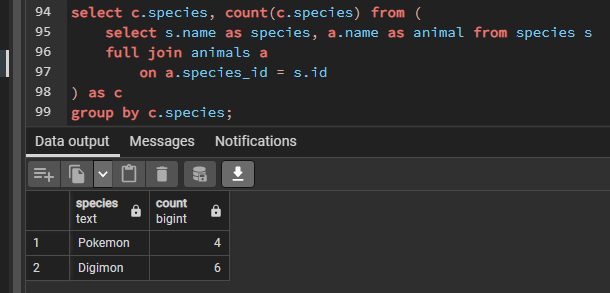 94 select c.species, count(c.species) from (
95 select s.name as species, a.name as animal from species s
96 full join animals a
97 on a.species_id = s.id
98 ) as c
99 group by c.species;
Data output Messages Notifications
species count
text bigint
1 Pokemon 4
2 Digimon 6